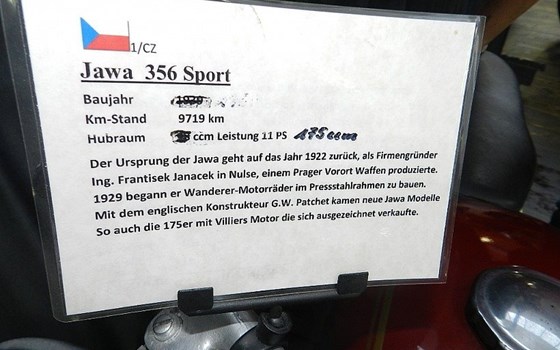 1/CZ
Jawa 356 Sport
Baujahr
Km-Stand 9719 km
Hubraum ccm Leistung 11 PS 175 ccm
Der Ursprung der Jawa geht auf das Jahr 1922 zurück, als Firmengründer
Ing. Frantisek Janacek in Nulse, einem Prager Vorort Waffen produzierte.
1929 begann er Wanderer-Motorräder im Pressstahlrahmen zu bauen.
Mit dem englischen Konstrukteur G.W. Patchet kamen neue Jawa Modelle
So auch die 175er mit Villiers Motor die sich ausgezeichnet verkaufte.